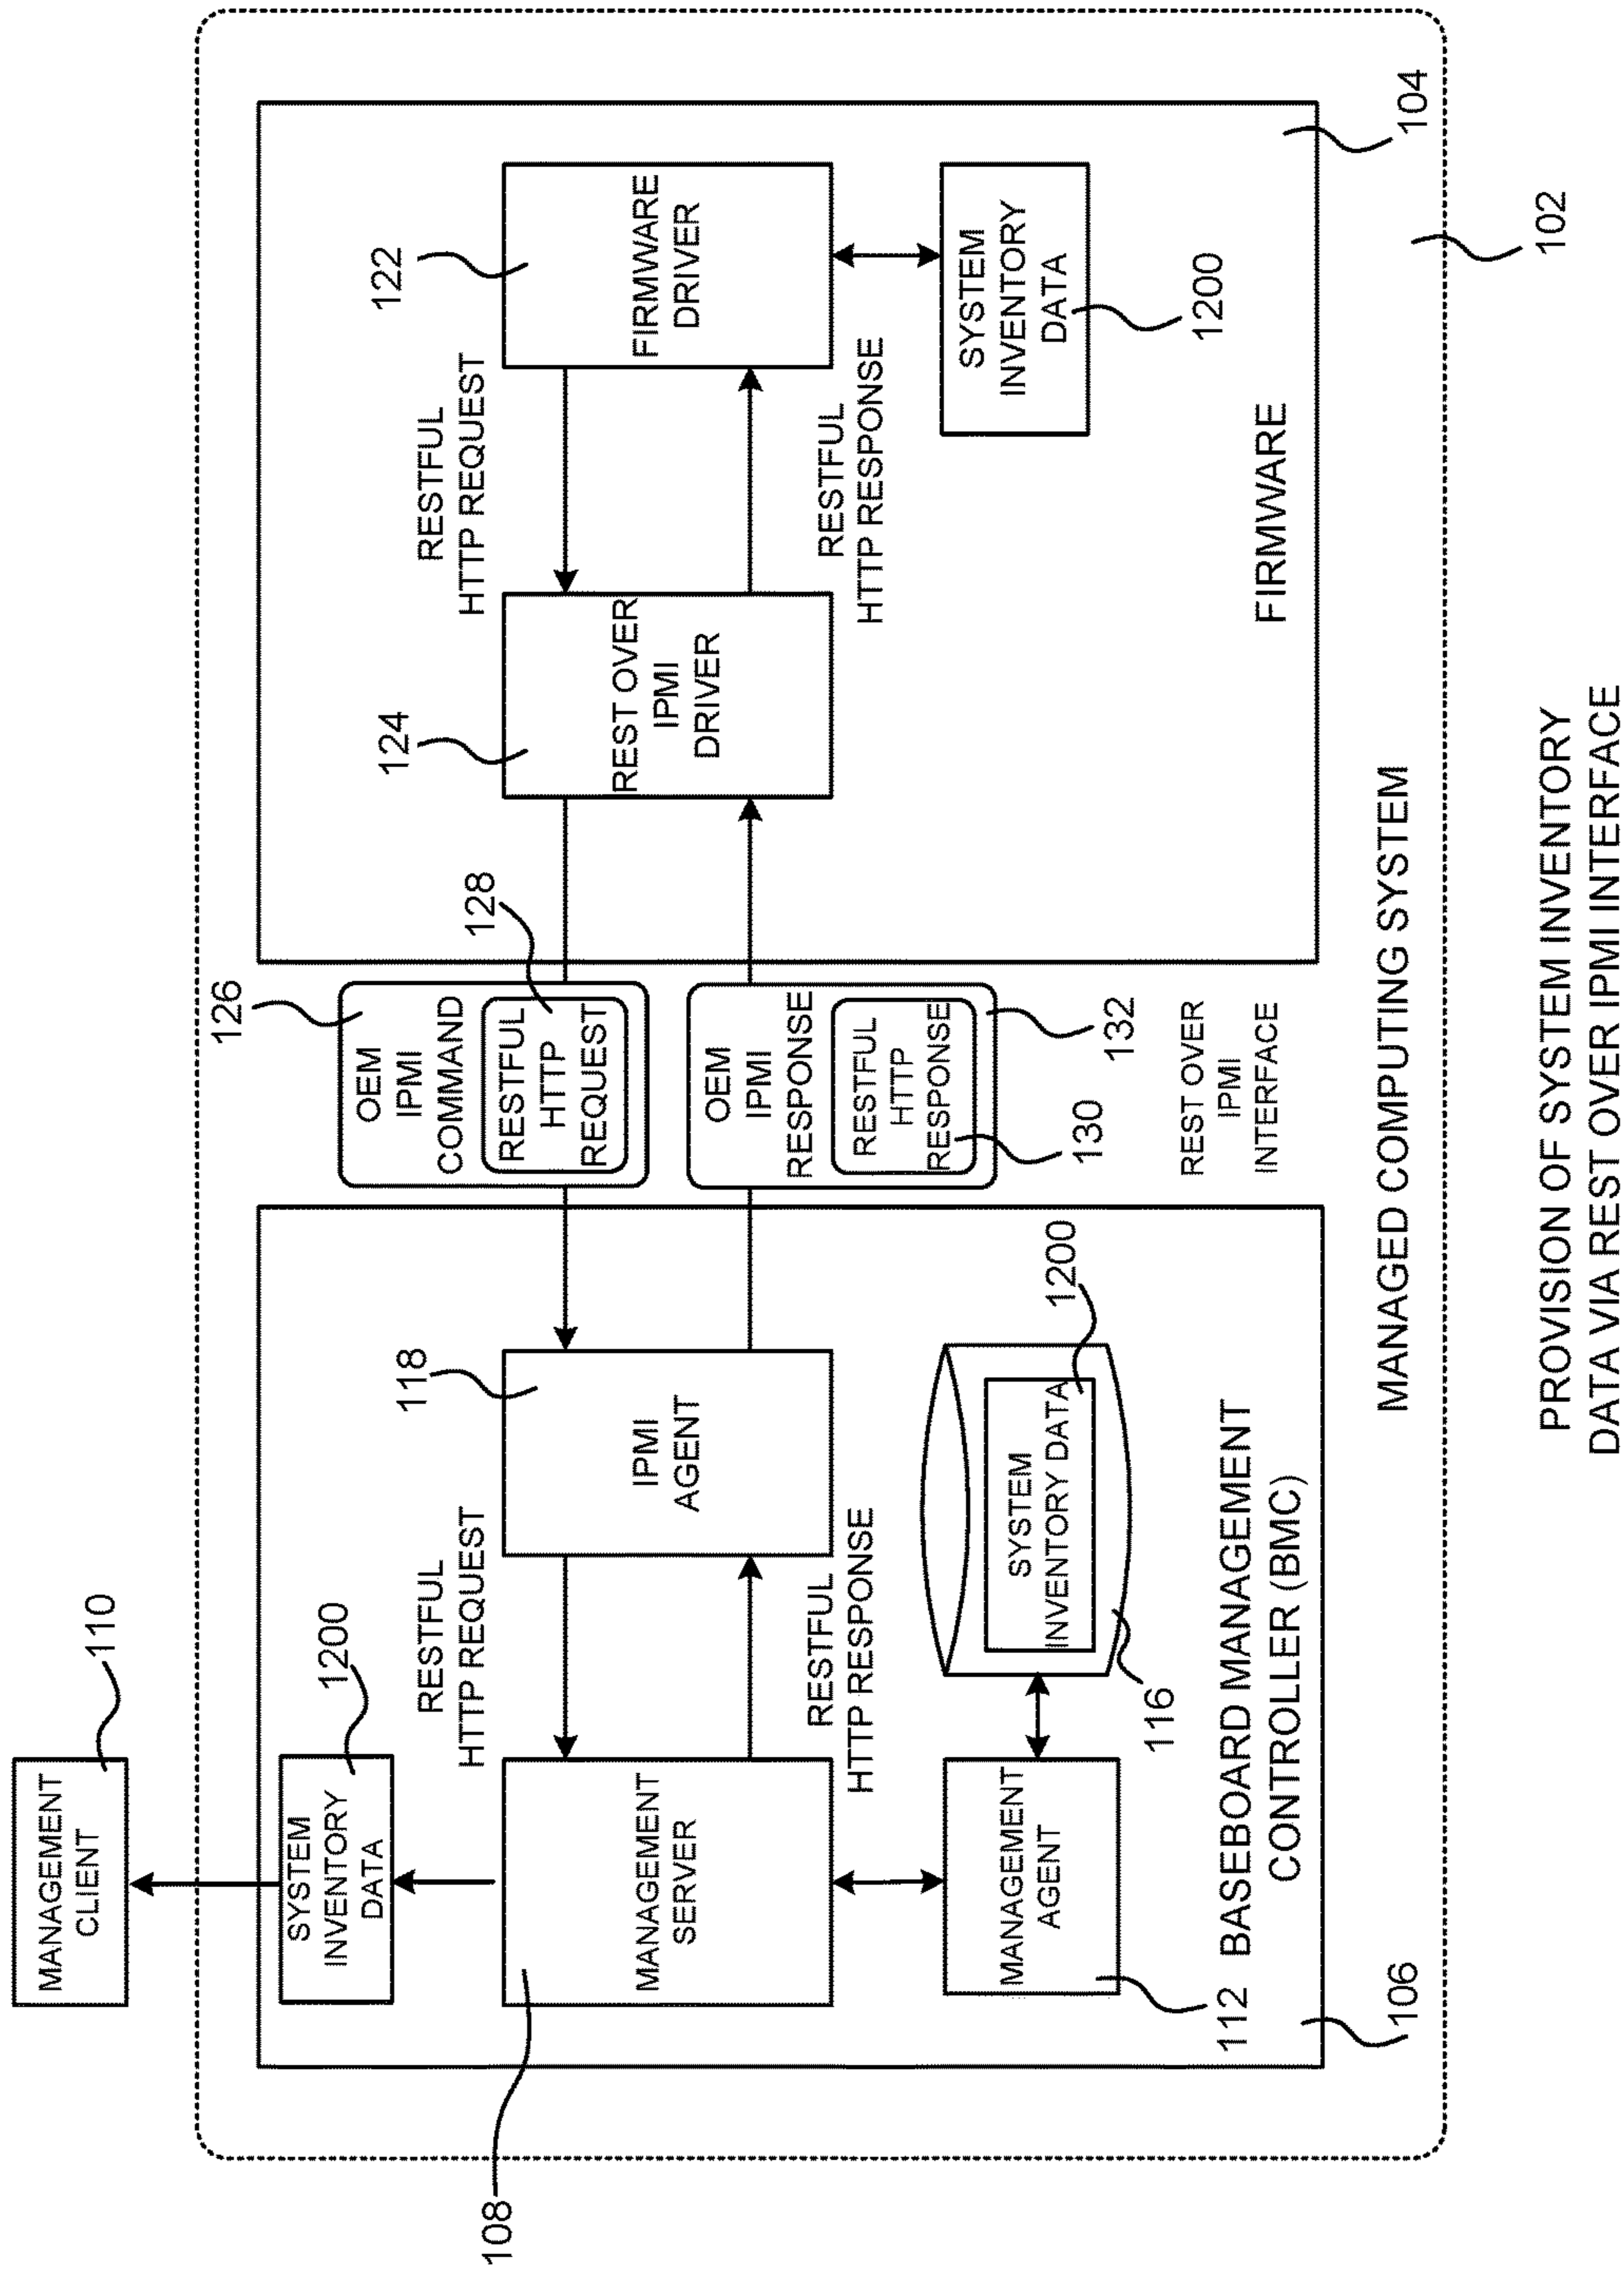 110
MANAGEMENT
CLIENT
1200
SYSTEM
INVENTORY
DATA
108
MANAGEMENT
SERVER
RESTFUL
HTTP REQUEST
RESTFUL
HTTP RESPONSE
118
IPMI
AGENT
MANAGEMENT
AGENT
112
116
SYSTEM
INVENTORY DATA
1200
BASEBOARD MANAGEMENT
CONTROLLER (BMC)
106
126
OEM
IPMI
COMMAND
128
RESTFUL
HTTP
REQUEST
OEM
IPMI
RESPONSE
RESTFUL
HTTP
RESPONSE
130
132
REST OVER
IPMI
INTERFACE
124
REST OVER
IPMI
DRIVER
RESTFUL
HTTP REQUEST
RESTFUL
HTTP RESPONSE
122
FIRMWARE
DRIVER
SYSTEM
INVENTORY
DATA
1200
FIRMWARE
104
MANAGED COMPUTING SYSTEM
102
PROVISION OF SYSTEM INVENTORY
DATA VIA REST OVER IPMI INTERFACE